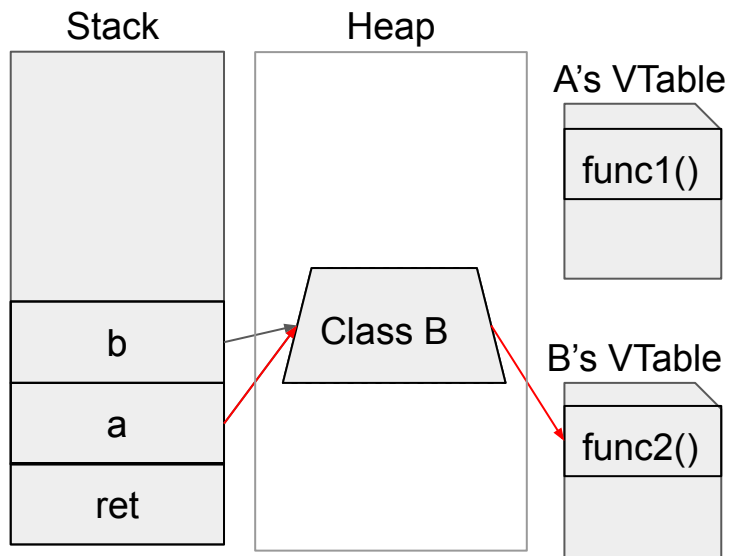 Stack
Heap
A’s VTable
func1()
Class B
b
B’s VTable
a
func2()
ret